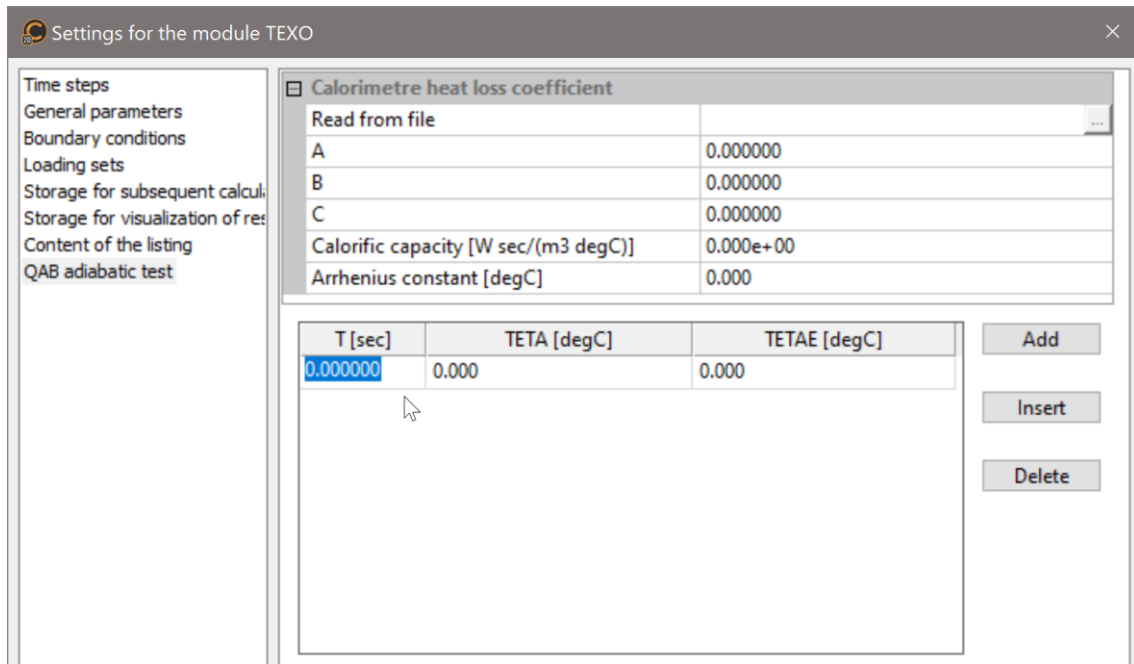 Settings for the module TEXO
Time steps
General parameters
Boundary conditions
Loading sets
Storage for subsequent calcul
Storage for visualization of res
Content of the listing
QAB adiabatic test
Calorimetre heat loss coefficient
Read from file ...
A 0.000000
B 0.000000
C 0.000000
Calorific capacity [W sec/(m3 degC)] 0.000e+00
Arrhenius constant [degC] 0.000
T [sec] TETA [degC] TETAE [degC]
0.000000 0.000 0.000
Add
Insert
Delete